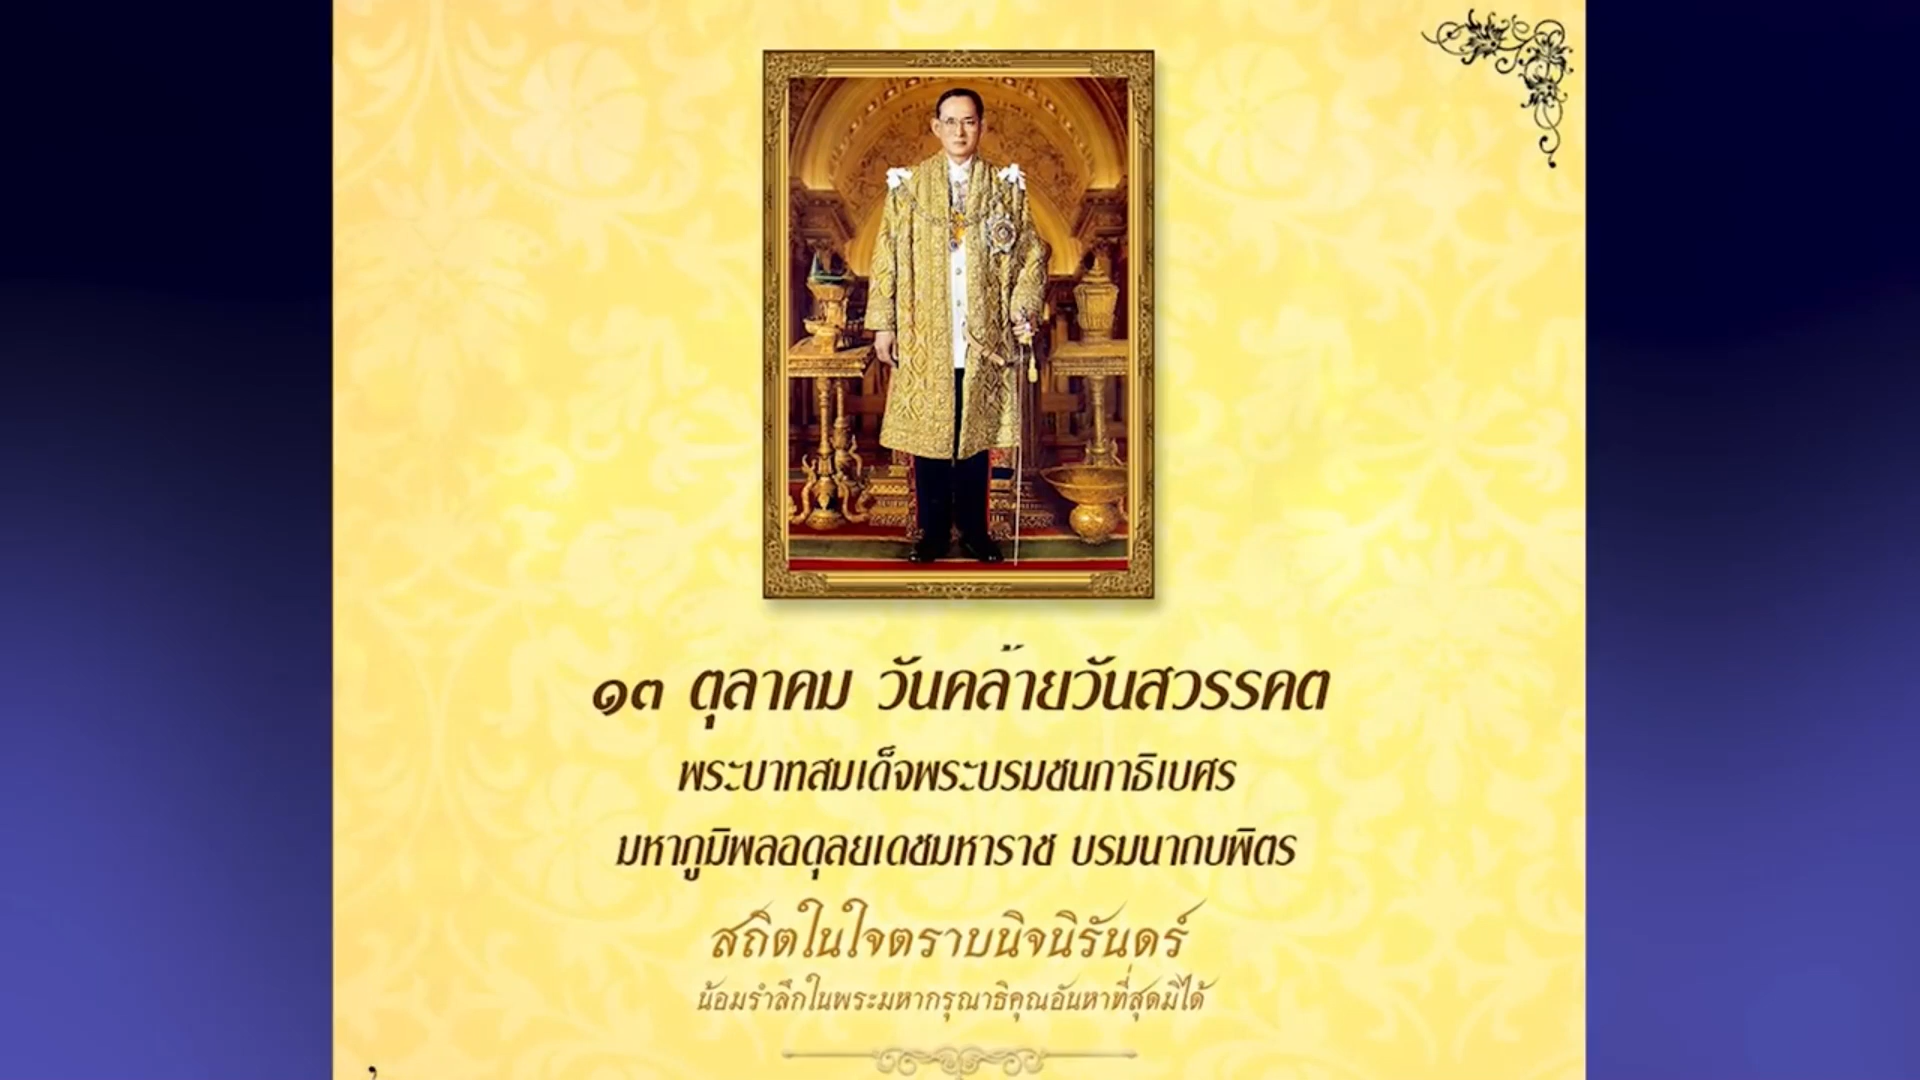 ๑๓ ตุลาคม วันคล้ายวันสวรรคต
พระบาทสมเด็จพระบรมชนกาธิเบศร
มหาภูมิพลอดุลยเดชมหาราช บรมนาถบพิตร
สถิตในใจตราบนิจนิรันดร์
น้อมรำลึกในพระมหากรุณาธิคุณอันหาที่สุดมิได้